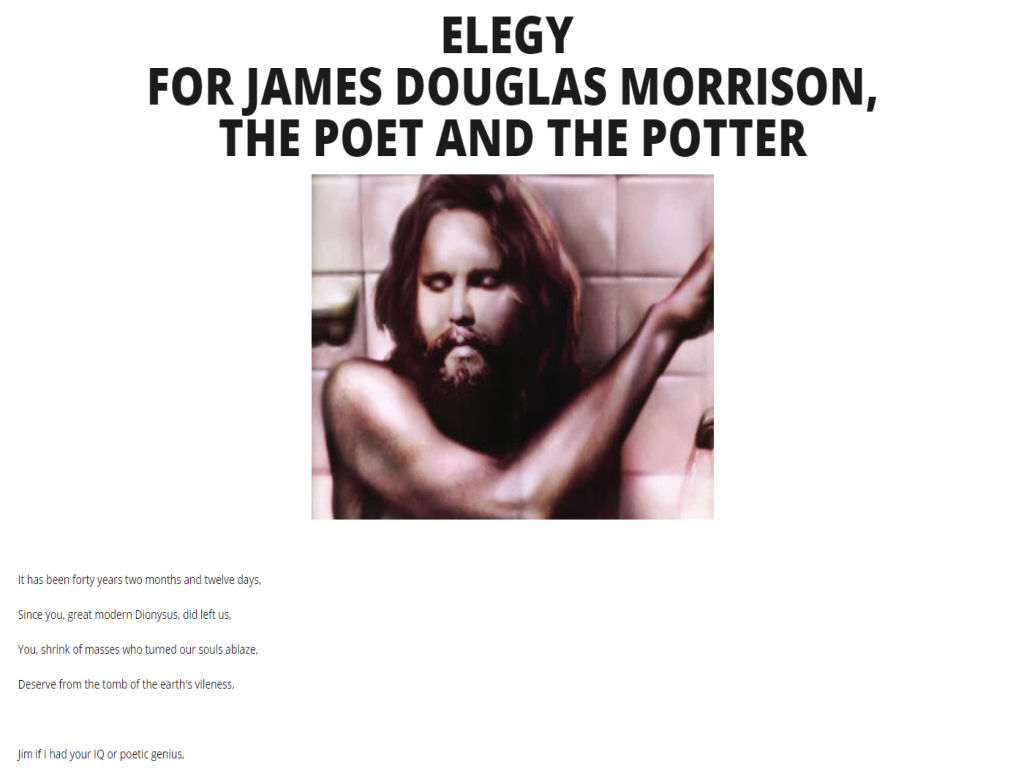 ELEGY
FOR JAMES DOUGLAS MORRISON,
THE POET AND THE POTTER
It has been forty years two months and twelve days,
Since you, great modern Dionysus, did left us,
You, shrink of masses who turned our souls ablaze,
Deserve from the tomb of the earth's vileness,
Jim if I had your IQ or poetic genius,